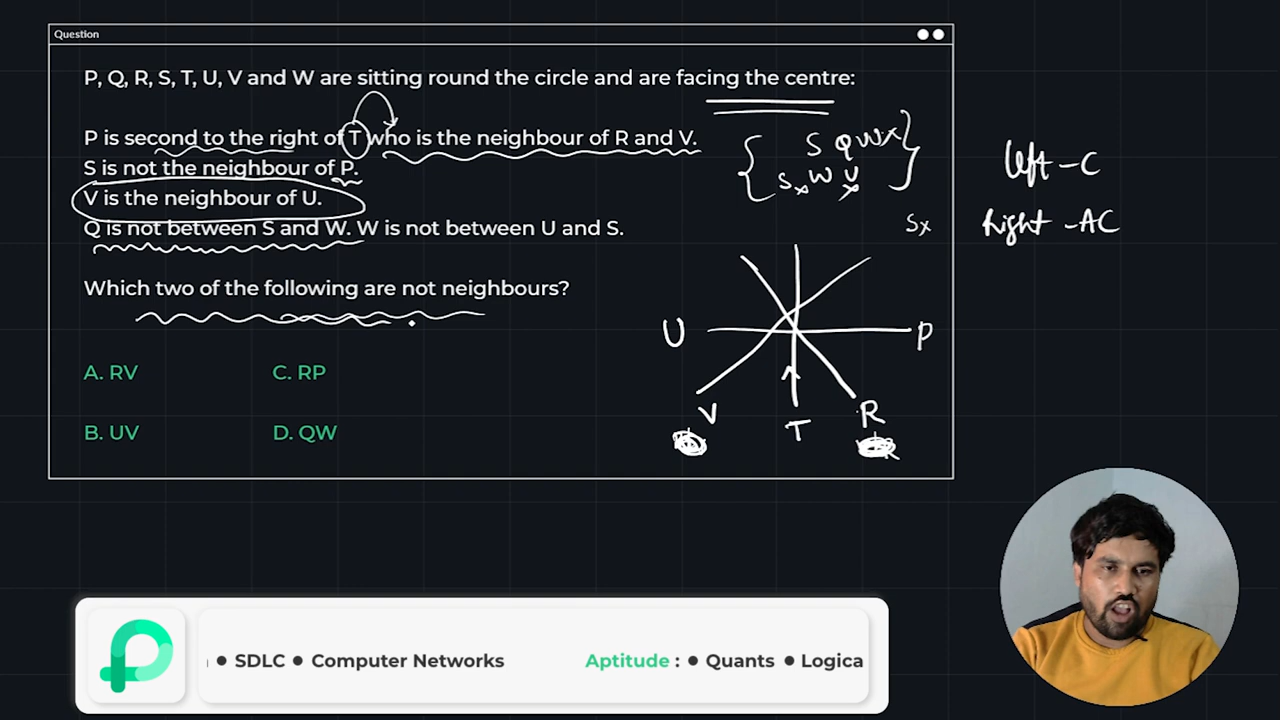 Question
P, Q, R, S, T, U, V and W are sitting round the circle and are facing the centre:
P is second to the right of T who is the neighbour of R and V.
S is not the neighbour of P.
V is the neighbour of U.
Q is not between S and W. W is not between U and S.
Which two of the following are not neighbours?
A. RV
C. RP
B. UV
D. QW
S Q W x
S x W U x
S x
left - C
Right - AC
U
P
V
T
R
SDLC ● Computer Networks
Aptitude : ● Quants ● Logica